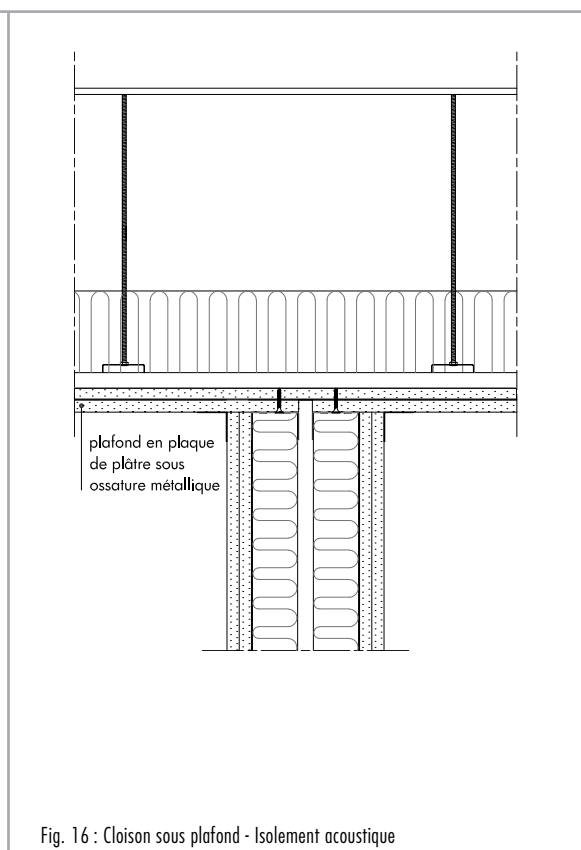 plafond en plaque
de plâtre sous
ossature métallique
Fig. 16 : Cloison sous plafond - Isolement acoustique